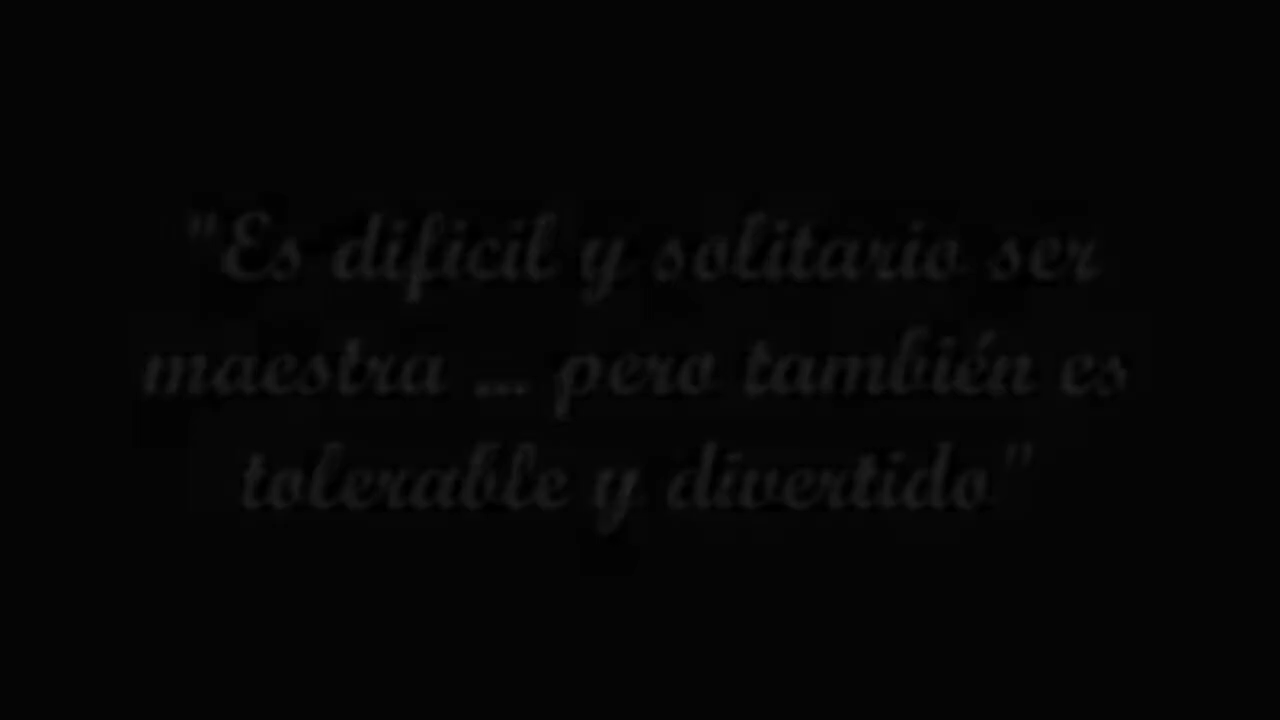 "Es dificil y solitario ser
maestra ... pero también es
tolerable y divertido"